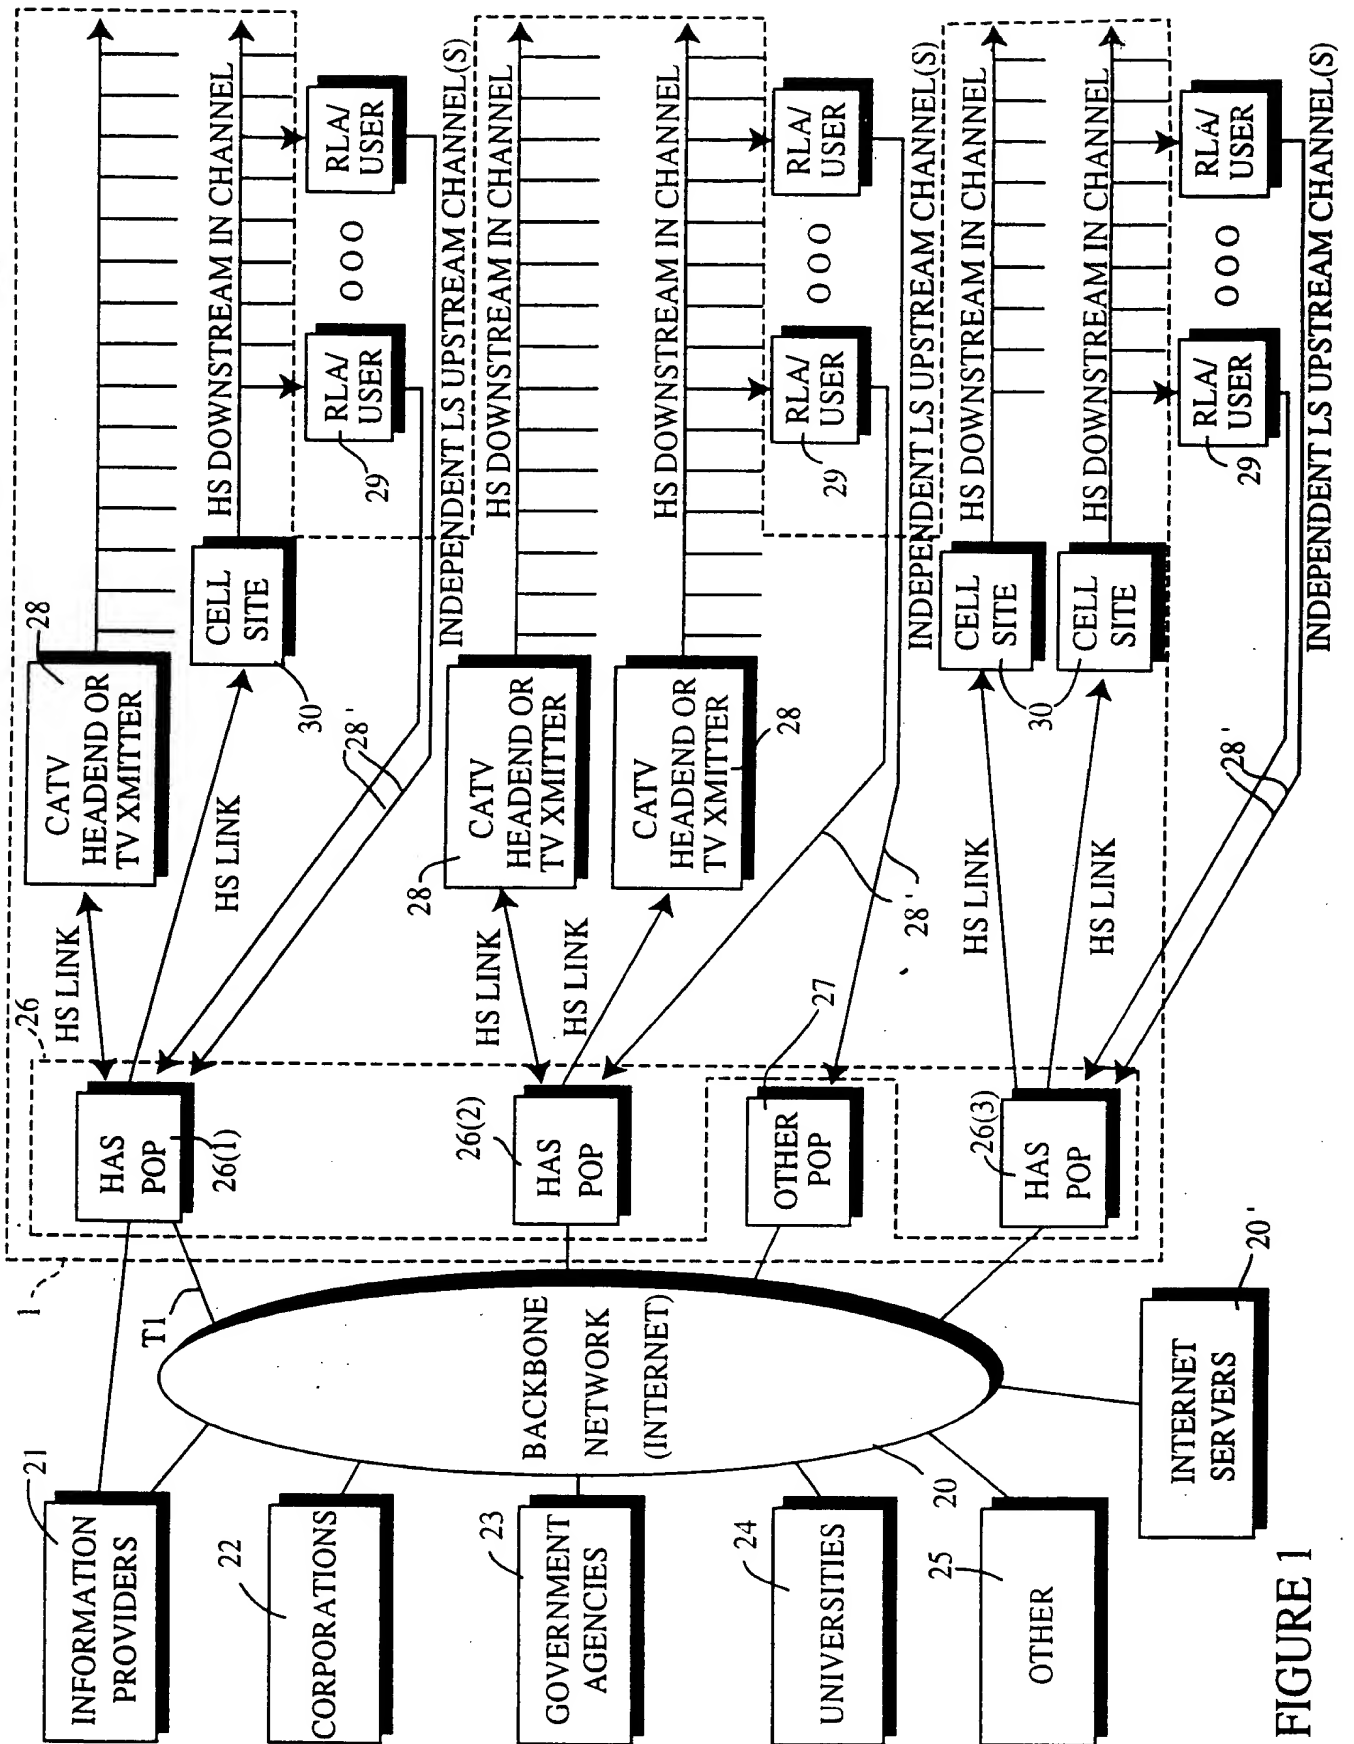 21
INFORMATION
PROVIDERS
22
CORPORATIONS
23
GOVERNMENT
AGENCIES
24
UNIVERSITIES
25
OTHER
1
T1
BACKBONE
NETWORK
(INTERNET)
20
INTERNET
SERVERS
20'
26
HAS
POP
26(1)
26(2)
HAS
POP
OTHER
POP
27
26(3)
HAS
POP
HS LINK
HS LINK
HS LINK
HS LINK
HS LINK
HS LINK
28
CATV
HEADEND OR
TV XMITTER
CELL
SITE
30
28'
28
CATV
HEADEND OR
TV XMITTER
CATV
HEADEND OR
TV XMITTER
28
28'
CELL
SITE
30
CELL
SITE
28'
HS DOWNSTREAM IN CHANNEL
RLA/
USER
29
OOO
RLA/
USER
INDEPENDENT LS UPSTREAM CHANNEL(S)
HS DOWNSTREAM IN CHANNEL
HS DOWNSTREAM IN CHANNEL
RLA/
USER
29
OOO
RLA/
USER
INDEPENDENT LS UPSTREAM CHANNEL(S)
HS DOWNSTREAM IN CHANNEL
HS DOWNSTREAM IN CHANNEL
RLA/
USER
29
OOO
RLA/
USER
INDEPENDENT LS UPSTREAM CHANNEL(S)
FIGURE 1